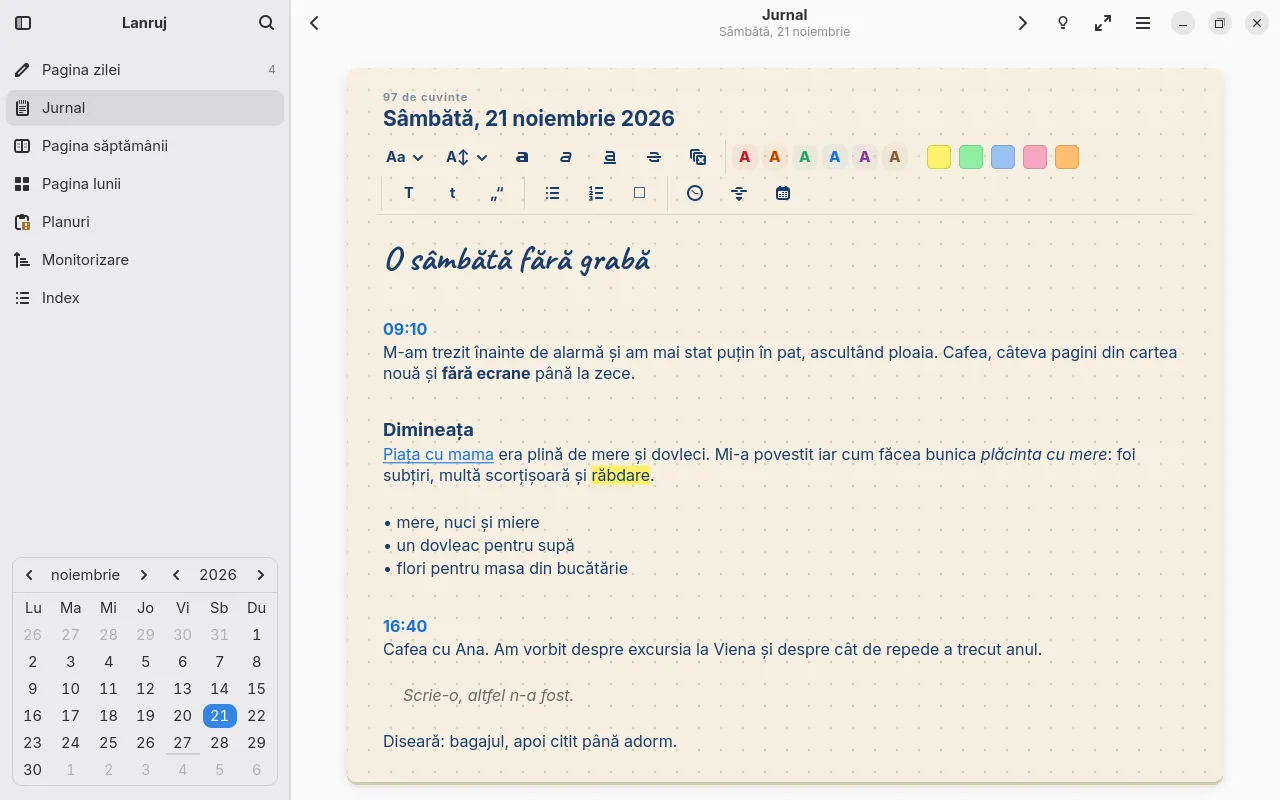 Lanruj
Pagina zilei 4
Jurnal
Pagina săptămânii
Pagina lunii
Planuri
Monitorizare
Index
noiembrie 2026
Lu Ma Mi Jo Vi Sb Du
26 27 28 29 30 31 1
2 3 4 5 6 7 8
9 10 11 12 13 14 15
16 17 18 19 20 21 22
23 24 25 26 27 28 29
30 1 2 3 4 5 6
Jurnal
Sâmbătă, 21 noiembrie
97 de cuvinte
Sâmbătă, 21 noiembrie 2026
Aa A a a a A A A A A A
T t „“
O sâmbătă fără grabă
09:10
M-am trezit înainte de alarmă și am mai stat puțin în pat, ascultând ploaia. Cafea, câteva pagini din cartea
nouă și fără ecrane până la zece.
Dimineața
Piața cu mama era plină de mere și dovleci. Mi-a povestit iar cum făcea bunica plăcinta cu mere: foi
subțiri, multă scorțișoară și răbdare.
• mere, nuci și miere
• un dovleac pentru supă
• flori pentru masa din bucătărie
16:40
Cafea cu Ana. Am vorbit despre excursia la Viena și despre cât de repede a trecut anul.
Scrie-o, altfel n-a fost.
Diseară: bagajul, apoi citit până adorm.